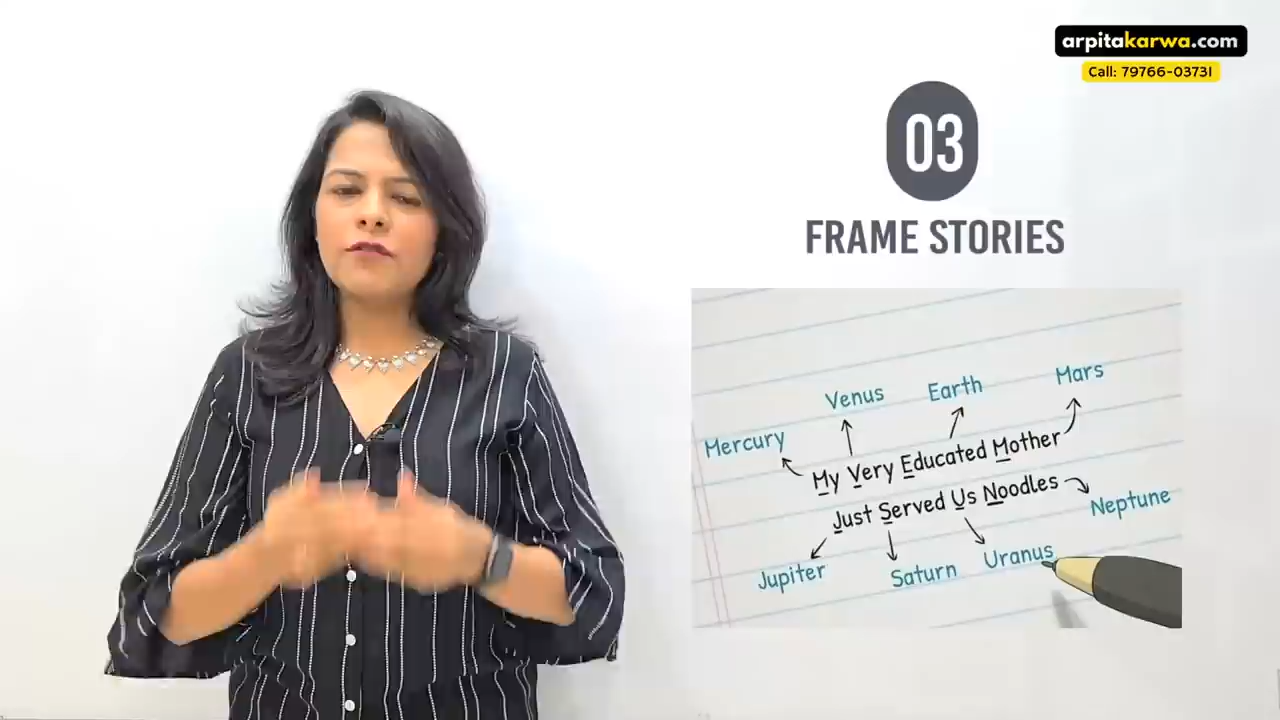 arpitakarwa.com
Call: 79766-03731
03
FRAME STORIES
Venus Earth Mars
Mercury
My Very Educated Mother
Just Served Us Noodles
Neptune
Jupiter Saturn Uranus